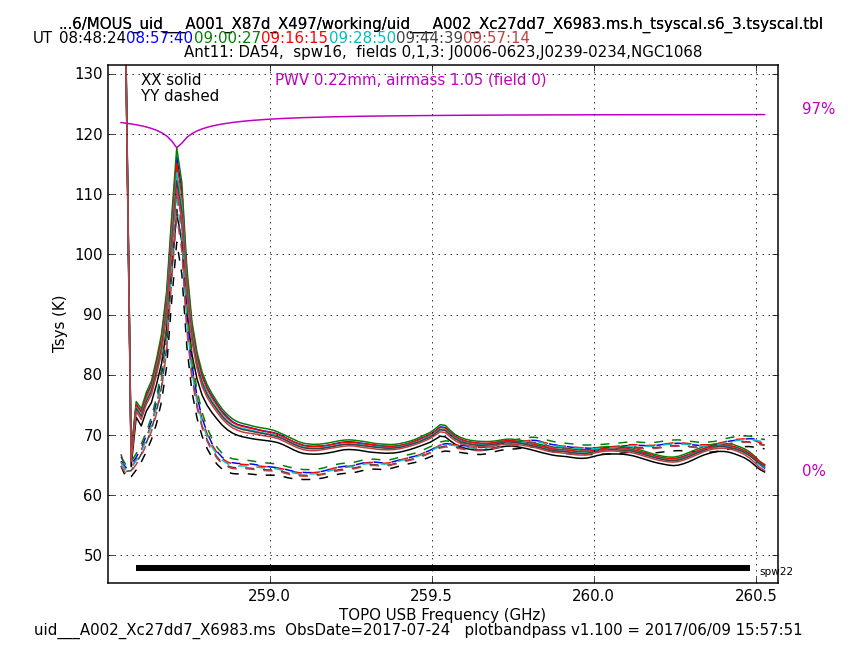 ...6/MOUS_uid___A001_X87d_X497/working/uid___A002_Xc27dd7_X6983.ms.h_tsyscal.s6_3.tsyscal.tbl
UT 08:48:24 08:57:40 09:00:27 09:16:15 09:28:50 09:44:39 09:57:14
Ant11: DA54,  spw16,  fields 0,1,3: J0006-0623,J0239-0234,NGC1068
XX solid
YY dashed
PWV 0.22mm, airmass 1.05 (field 0)
97%
0%
130
120
110
100
90
80
70
60
50
Tsys (K)
spw22
259.0 259.5 260.0 260.5
TOPO USB Frequency (GHz)
uid___A002_Xc27dd7_X6983.ms  ObsDate=2017-07-24   plotbandpass v1.100 = 2017/06/09 15:57:51